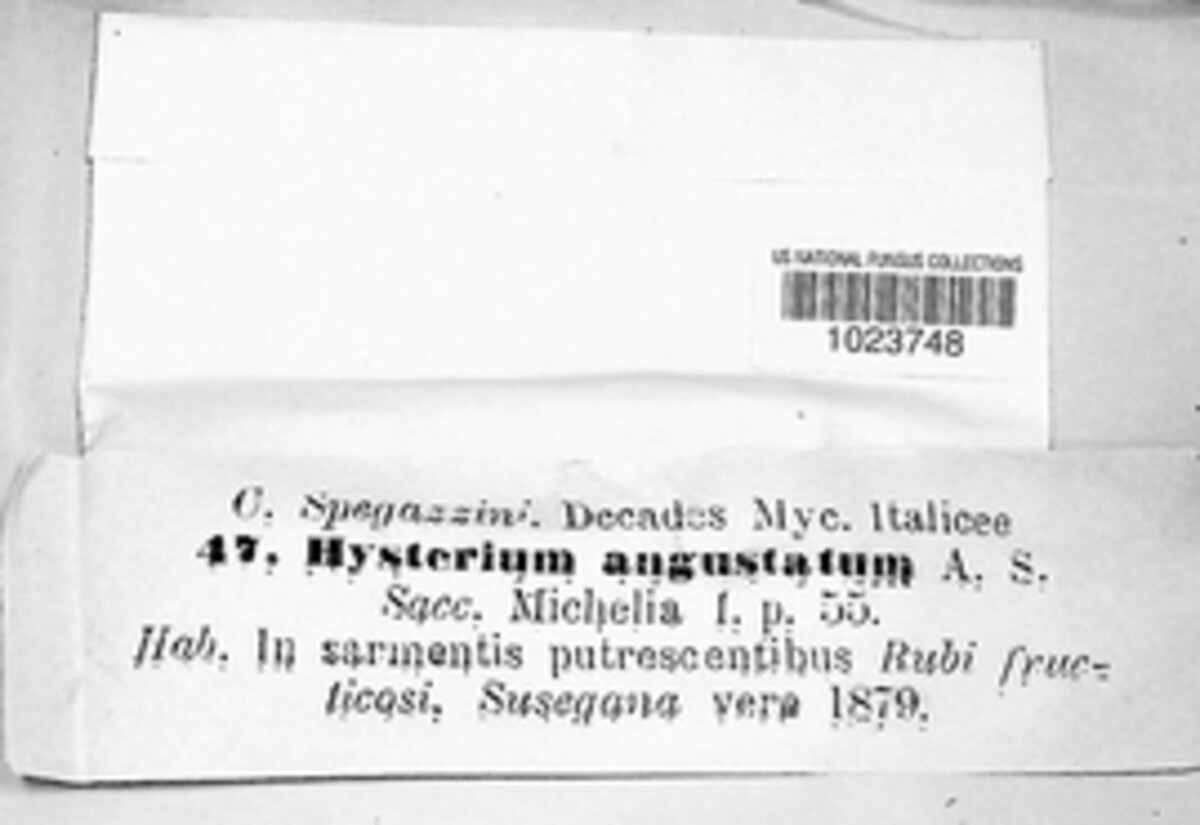 US NATIONAL FUNGUS COLLECTIONS
1023748
C. Spegazzini. Decades Myc. Italicee
47. Hysterium angustatum A. S.
Sacc. Michelia I. p. 55.
Hab. In sarmentis putrescentibus Rubi fruc-
ticosi. Susegana vere 1879.